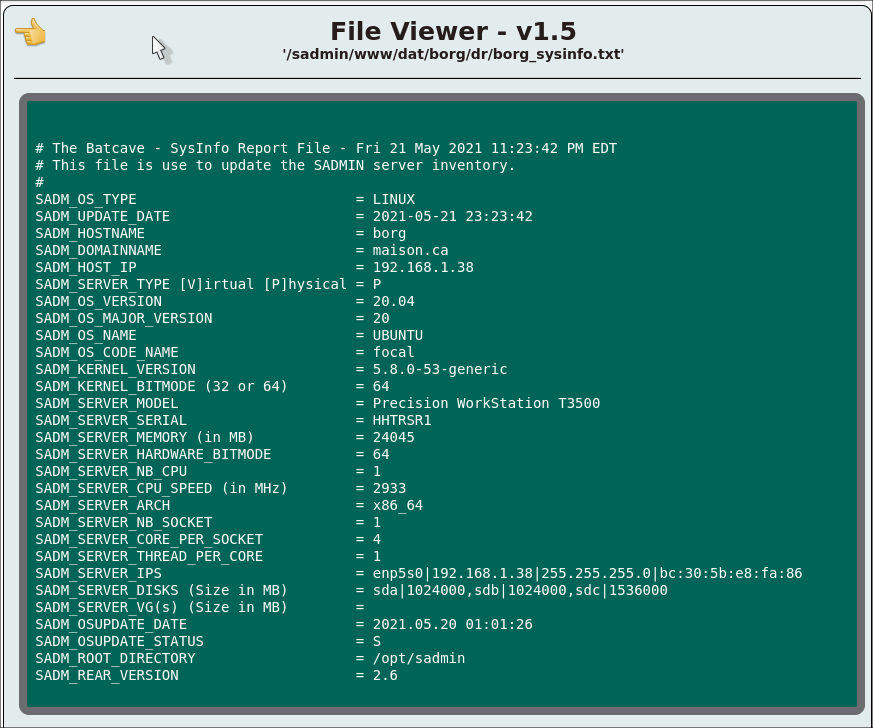 File Viewer - v1.5
'/sadmin/www/dat/borg/dr/borg_sysinfo.txt'
# The Batcave - SysInfo Report File - Fri 21 May 2021 11:23:42 PM EDT
# This file is use to update the SADMIN server inventory.
#
SADM_OS_TYPE                          = LINUX
SADM_UPDATE_DATE                      = 2021-05-21 23:23:42
SADM_HOSTNAME                         = borg
SADM_DOMAINNAME                       = maison.ca
SADM_HOST_IP                          = 192.168.1.38
SADM_SERVER_TYPE [V]irtual [P]hysical = P
SADM_OS_VERSION                       = 20.04
SADM_OS_MAJOR_VERSION                 = 20
SADM_OS_NAME                          = UBUNTU
SADM_OS_CODE_NAME                     = focal
SADM_KERNEL_VERSION                   = 5.8.0-53-generic
SADM_KERNEL_BITMODE (32 or 64)        = 64
SADM_SERVER_MODEL                     = Precision WorkStation T3500
SADM_SERVER_SERIAL                    = HHTRSR1
SADM_SERVER_MEMORY (in MB)            = 24045
SADM_SERVER_HARDWARE_BITMODE          = 64
SADM_SERVER_NB_CPU                    = 1
SADM_SERVER_CPU_SPEED (in MHz)        = 2933
SADM_SERVER_ARCH                      = x86_64
SADM_SERVER_NB_SOCKET                 = 1
SADM_SERVER_CORE_PER_SOCKET           = 4
SADM_SERVER_THREAD_PER_CORE           = 1
SADM_SERVER_IPS                       = enp5s0|192.168.1.38|255.255.255.0|bc:30:5b:e8:fa:86
SADM_SERVER_DISKS (Size in MB)        = sda|1024000,sdb|1024000,sdc|1536000
SADM_SERVER_VG(s) (Size in MB)        =
SADM_OSUPDATE_DATE                    = 2021.05.20 01:01:26
SADM_OSUPDATE_STATUS                  = S
SADM_ROOT_DIRECTORY                   = /opt/sadmin
SADM_REAR_VERSION                     = 2.6